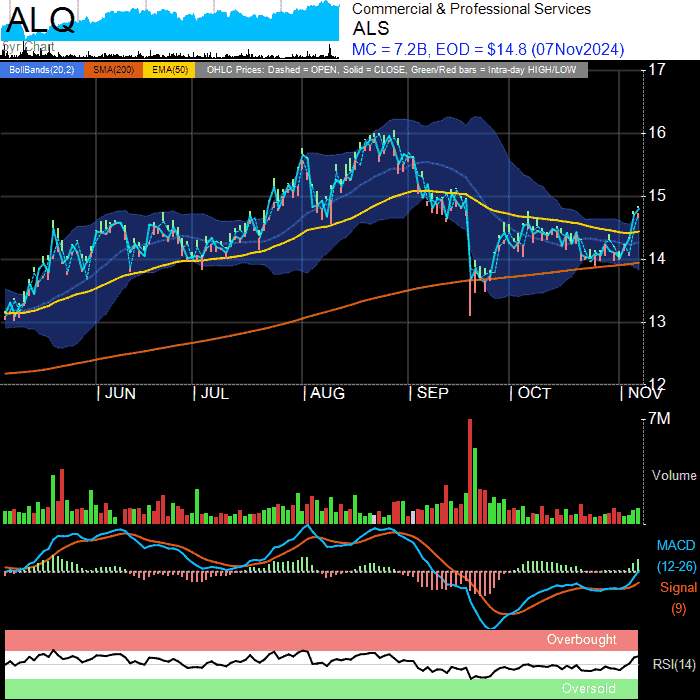 ALQ
5yr Chart
Commercial & Professional Services
ALS
MC = 7.2B, EOD = $14.8 (07Nov2024)
BollBands(20,2) SMA(200) EMA(50) OHLC Prices: Dashed = OPEN, Solid = CLOSE, Green/Red bars = Intra-day HIGH/LOW
17
16
15
14
13
12
| JUN | JUL | AUG | SEP | OCT | NOV
7M
Volume
MACD
(12-26)
Signal
(9)
Overbought
RSI(14)
Oversold